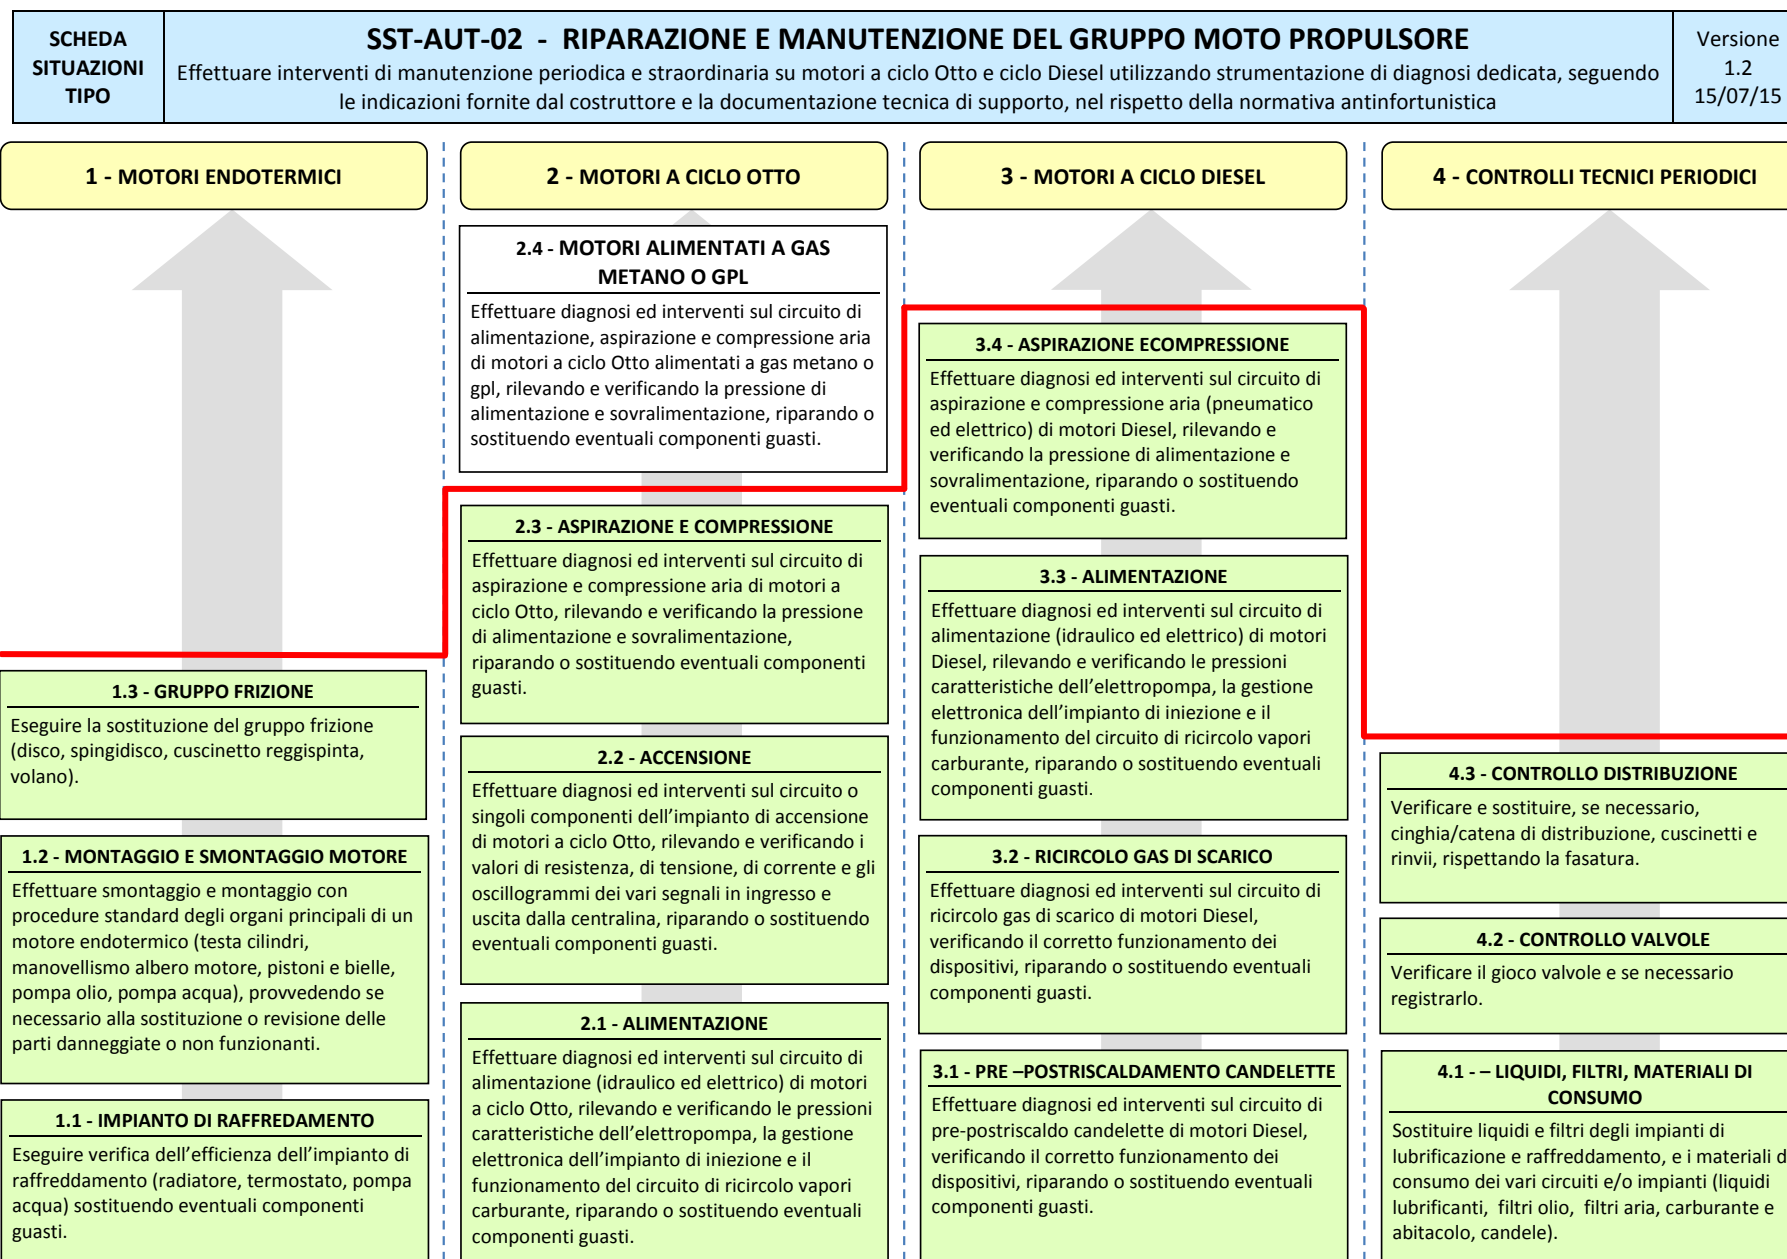 SCHEDA
SITUAZIONI
TIPO
SST-AUT-02 - RIPARAZIONE E MANUTENZIONE DEL GRUPPO MOTO PROPULSORE
Effettuare interventi di manutenzione periodica e straordinaria su motori a ciclo Otto e ciclo Diesel utilizzando strumentazione di diagnosi dedicata, seguendo
le indicazioni fornite dal costruttore e la documentazione tecnica di supporto, nel rispetto della normativa antinfortunistica
Versione
1.2
15/07/15
1 - MOTORI ENDOTERMICI
1.3 - GRUPPO FRIZIONE
Eseguire la sostituzione del gruppo frizione
(disco, spingidisco, cuscinetto reggispinta,
volano).
1.2 - MONTAGGIO E SMONTAGGIO MOTORE
Effettuare smontaggio e montaggio con
procedure standard degli organi principali di un
motore endotermico (testa cilindri,
manovellismo albero motore, pistoni e bielle,
pompa olio, pompa acqua), provvedendo se
necessario alla sostituzione o revisione delle
parti danneggiate o non funzionanti.
1.1 - IMPIANTO DI RAFFREDAMENTO
Eseguire verifica dell’efficienza dell’impianto di
raffreddamento (radiatore, termostato, pompa
acqua) sostituendo eventuali componenti
guasti.
2 - MOTORI A CICLO OTTO
2.4 - MOTORI ALIMENTATI A GAS
METANO O GPL
Effettuare diagnosi ed interventi sul circuito di
alimentazione, aspirazione e compressione aria
di motori a ciclo Otto alimentati a gas metano o
gpl, rilevando e verificando la pressione di
alimentazione e sovralimentazione, riparando o
sostituendo eventuali componenti guasti.
2.3 - ASPIRAZIONE E COMPRESSIONE
Effettuare diagnosi ed interventi sul circuito di
aspirazione e compressione aria di motori a
ciclo Otto, rilevando e verificando la pressione
di alimentazione e sovralimentazione,
riparando o sostituendo eventuali componenti
guasti.
2.2 - ACCENSIONE
Effettuare diagnosi ed interventi sul circuito o
singoli componenti dell’impianto di accensione
di motori a ciclo Otto, rilevando e verificando i
valori di resistenza, di tensione, di corrente e gli
oscillogrammi dei vari segnali in ingresso e
uscita dalla centralina, riparando o sostituendo
eventuali componenti guasti.
2.1 - ALIMENTAZIONE
Effettuare diagnosi ed interventi sul circuito di
alimentazione (idraulico ed elettrico) di motori
a ciclo Otto, rilevando e verificando le pressioni
caratteristiche dell’elettropompa, la gestione
elettronica dell’impianto di iniezione e il
funzionamento del circuito di ricircolo vapori
carburante, riparando o sostituendo eventuali
componenti guasti.
3 - MOTORI A CICLO DIESEL
3.4 - ASPIRAZIONE ECOMPRESSIONE
Effettuare diagnosi ed interventi sul circuito di
aspirazione e compressione aria (pneumatico
ed elettrico) di motori Diesel, rilevando e
verificando la pressione di alimentazione e
sovralimentazione, riparando o sostituendo
eventuali componenti guasti.
3.3 - ALIMENTAZIONE
Effettuare diagnosi ed interventi sul circuito di
alimentazione (idraulico ed elettrico) di motori
Diesel, rilevando e verificando le pressioni
caratteristiche dell’elettropompa, la gestione
elettronica dell’impianto di iniezione e il
funzionamento del circuito di ricircolo vapori
carburante, riparando o sostituendo eventuali
componenti guasti.
3.2 - RICIRCOLO GAS DI SCARICO
Effettuare diagnosi ed interventi sul circuito di
ricircolo gas di scarico di motori Diesel,
verificando il corretto funzionamento dei
dispositivi, riparando o sostituendo eventuali
componenti guasti.
3.1 - PRE –POSTRISCALDAMENTO CANDELETTE
Effettuare diagnosi ed interventi sul circuito di
pre-postriscaldo candelette di motori Diesel,
verificando il corretto funzionamento dei
dispositivi, riparando o sostituendo eventuali
componenti guasti.
4 - CONTROLLI TECNICI PERIODICI
4.3 - CONTROLLO DISTRIBUZIONE
Verificare e sostituire, se necessario,
cinghia/catena di distribuzione, cuscinetti e
rinvii, rispettando la fasatura.
4.2 - CONTROLLO VALVOLE
Verificare il gioco valvole e se necessario
registrarlo.
4.1 - – LIQUIDI, FILTRI, MATERIALI DI
CONSUMO
Sostituire liquidi e filtri degli impianti di
lubrificazione e raffreddamento, e i materiali d
consumo dei vari circuiti e/o impianti (liquidi
lubrificanti, filtri olio, filtri aria, carburante e
abitacolo, candele).